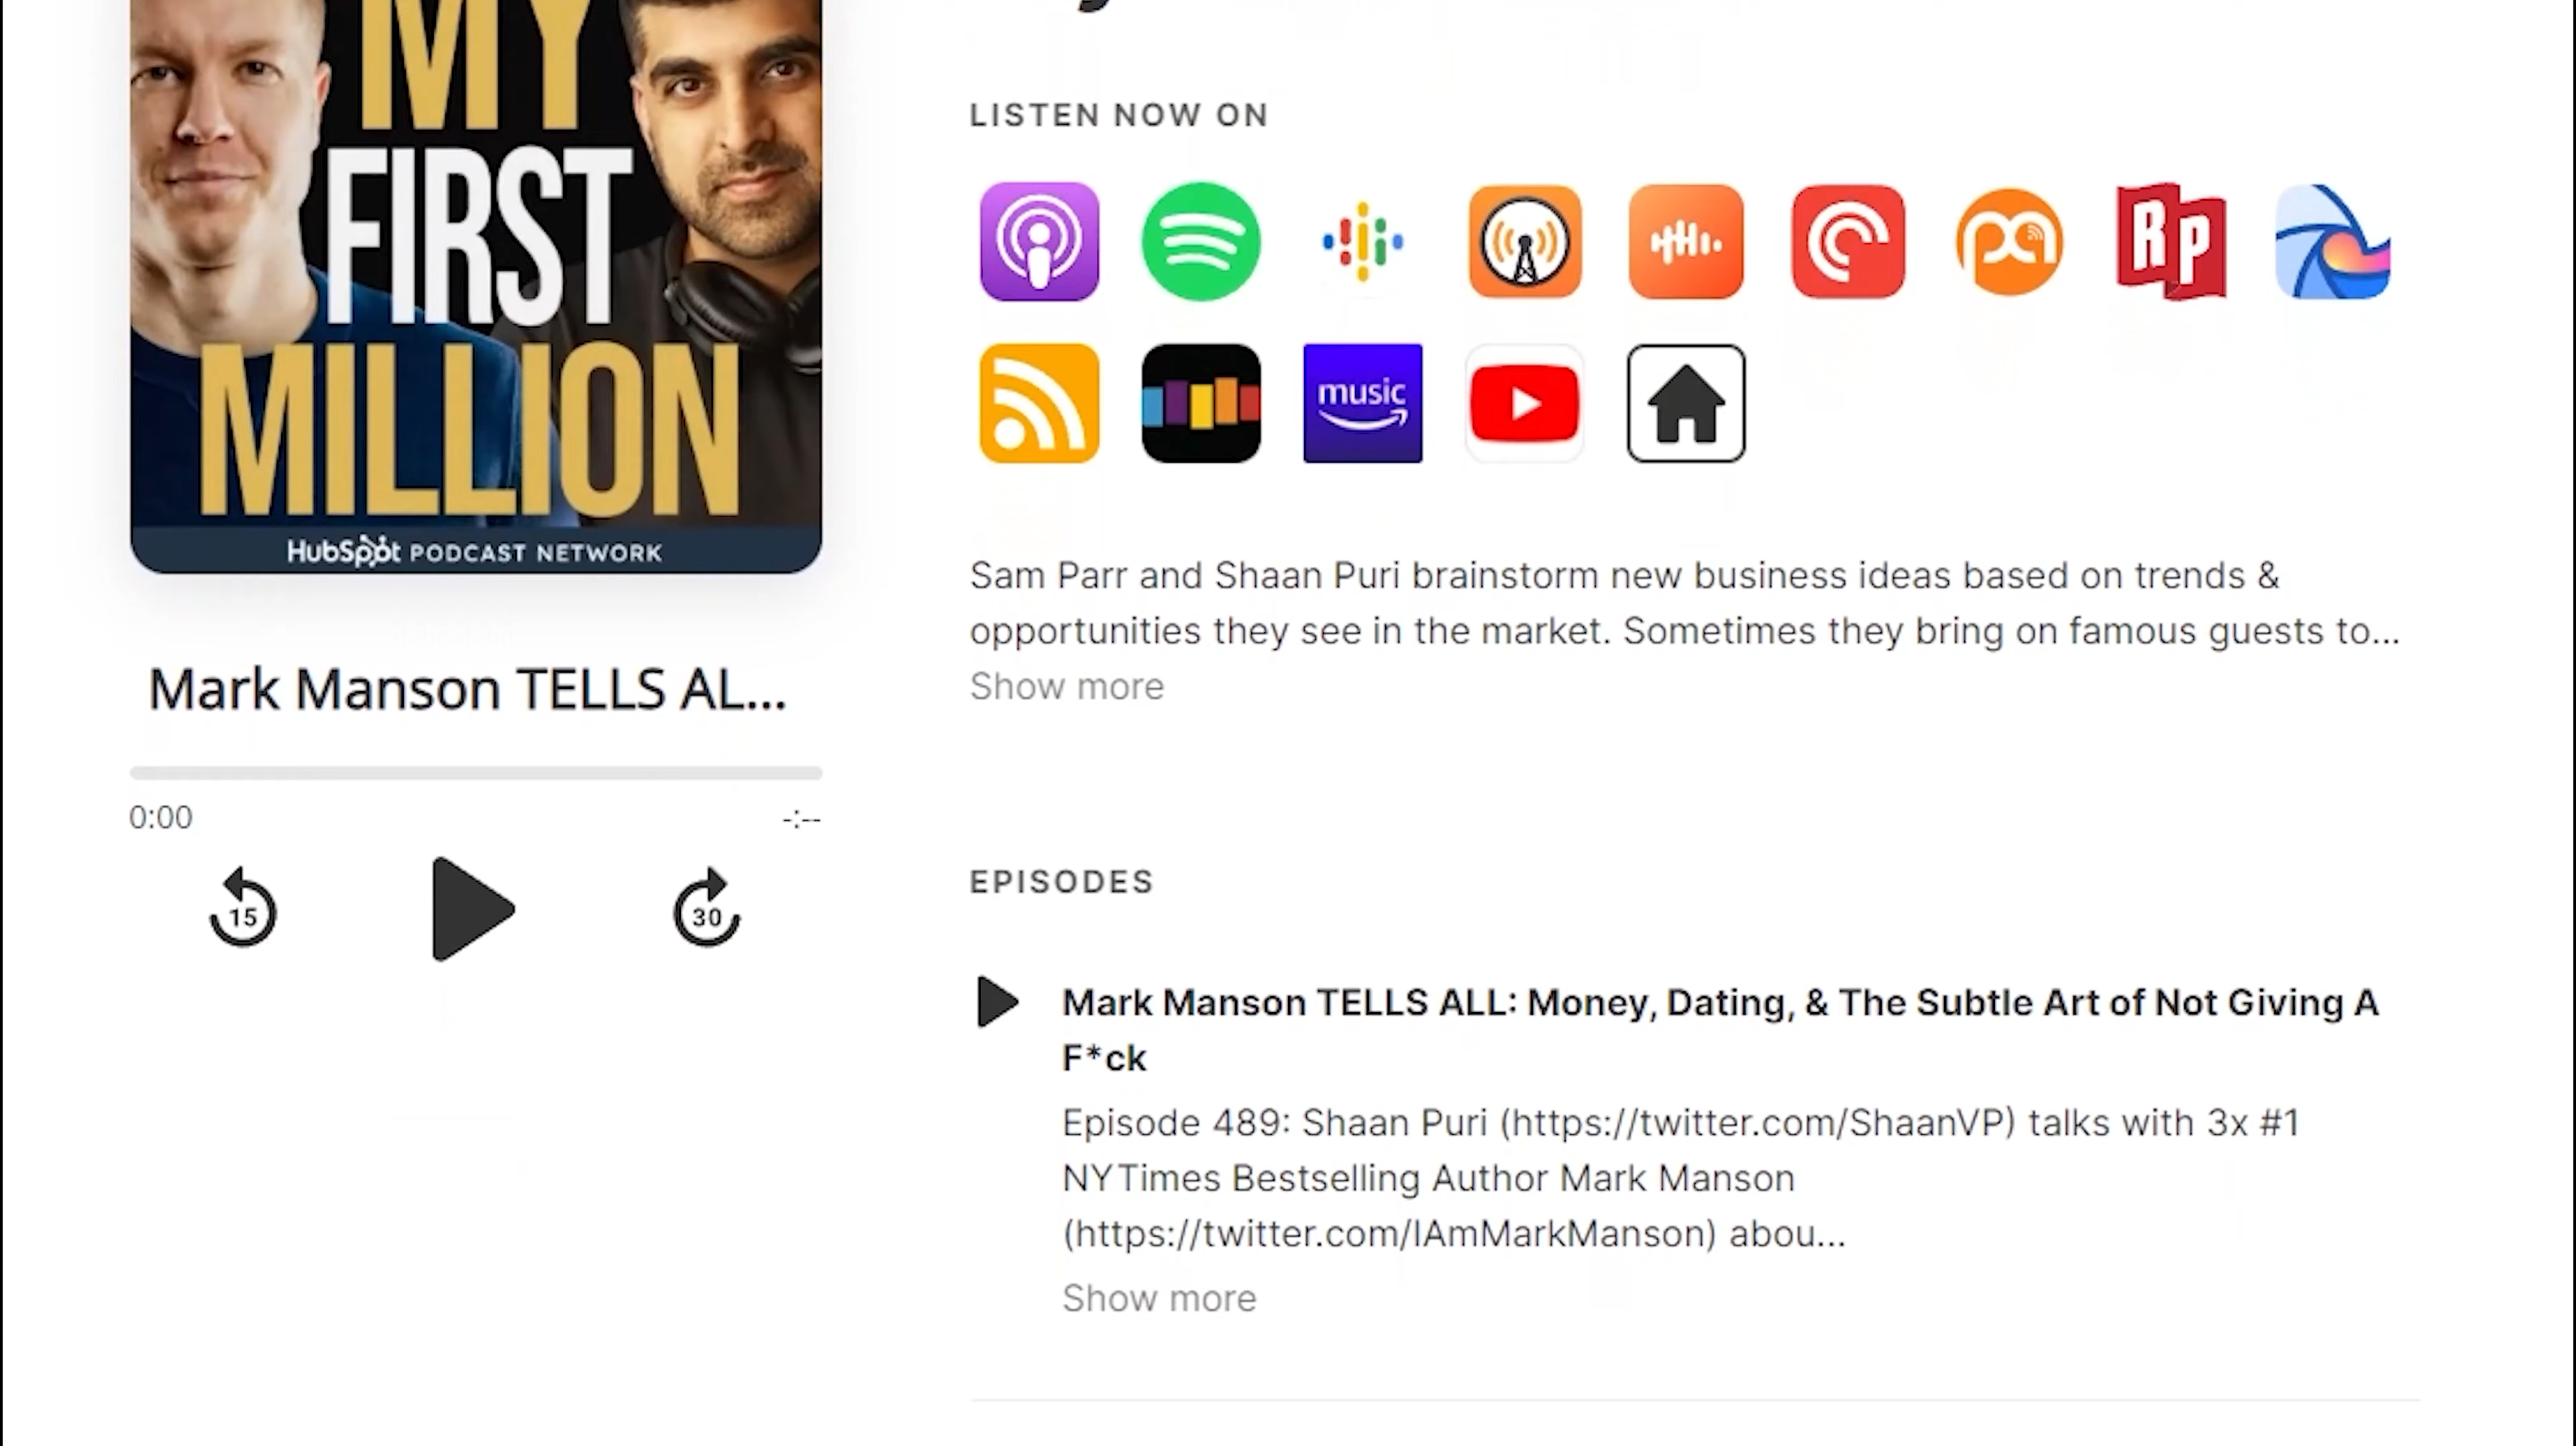 MY
FIRST
MILLION
HubSpot PODCAST NETWORK
Mark Manson TELLS AL...
0:00
-:--
15
30
LISTEN NOW ON
RP
music
Sam Parr and Shaan Puri brainstorm new business ideas based on trends &
opportunities they see in the market. Sometimes they bring on famous guests to...
Show more
EPISODES
Mark Manson TELLS ALL: Money, Dating, & The Subtle Art of Not Giving A
F*ck
Episode 489: Shaan Puri (https://twitter.com/ShaanVP) talks with 3x #1
NYTimes Bestselling Author Mark Manson
(https://twitter.com/IAmMarkManson) abou...
Show more